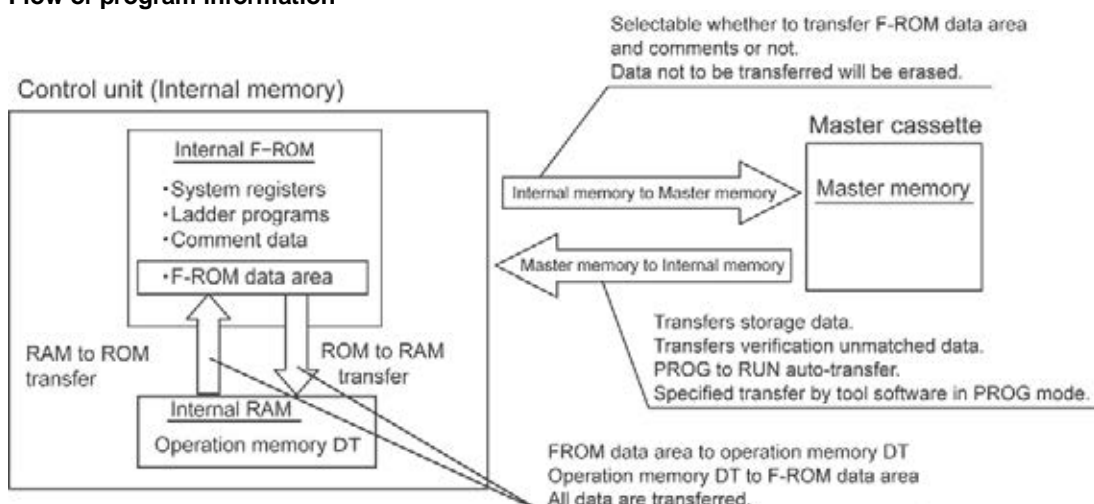 Flow of program information
Selectable whether to transfer F-ROM data area
and comments or not.
Data not to be transferred will be erased.
Control unit (Internal memory)
Internal F-ROM
・System registers
・Ladder programs
・Comment data
・F-ROM data area
RAM to ROM
transfer
ROM to RAM
transfer
Internal RAM
Operation memory DT
Internal memory to Master memory
Master memory to Internal memory
Master cassette
Master memory
Transfers storage data.
Transfers verification unmatched data.
PROG to RUN auto-transfer.
Specified transfer by tool software in PROG mode.
FROM data area to operation memory DT
Operation memory DT to F-ROM data area
All data are transferred.